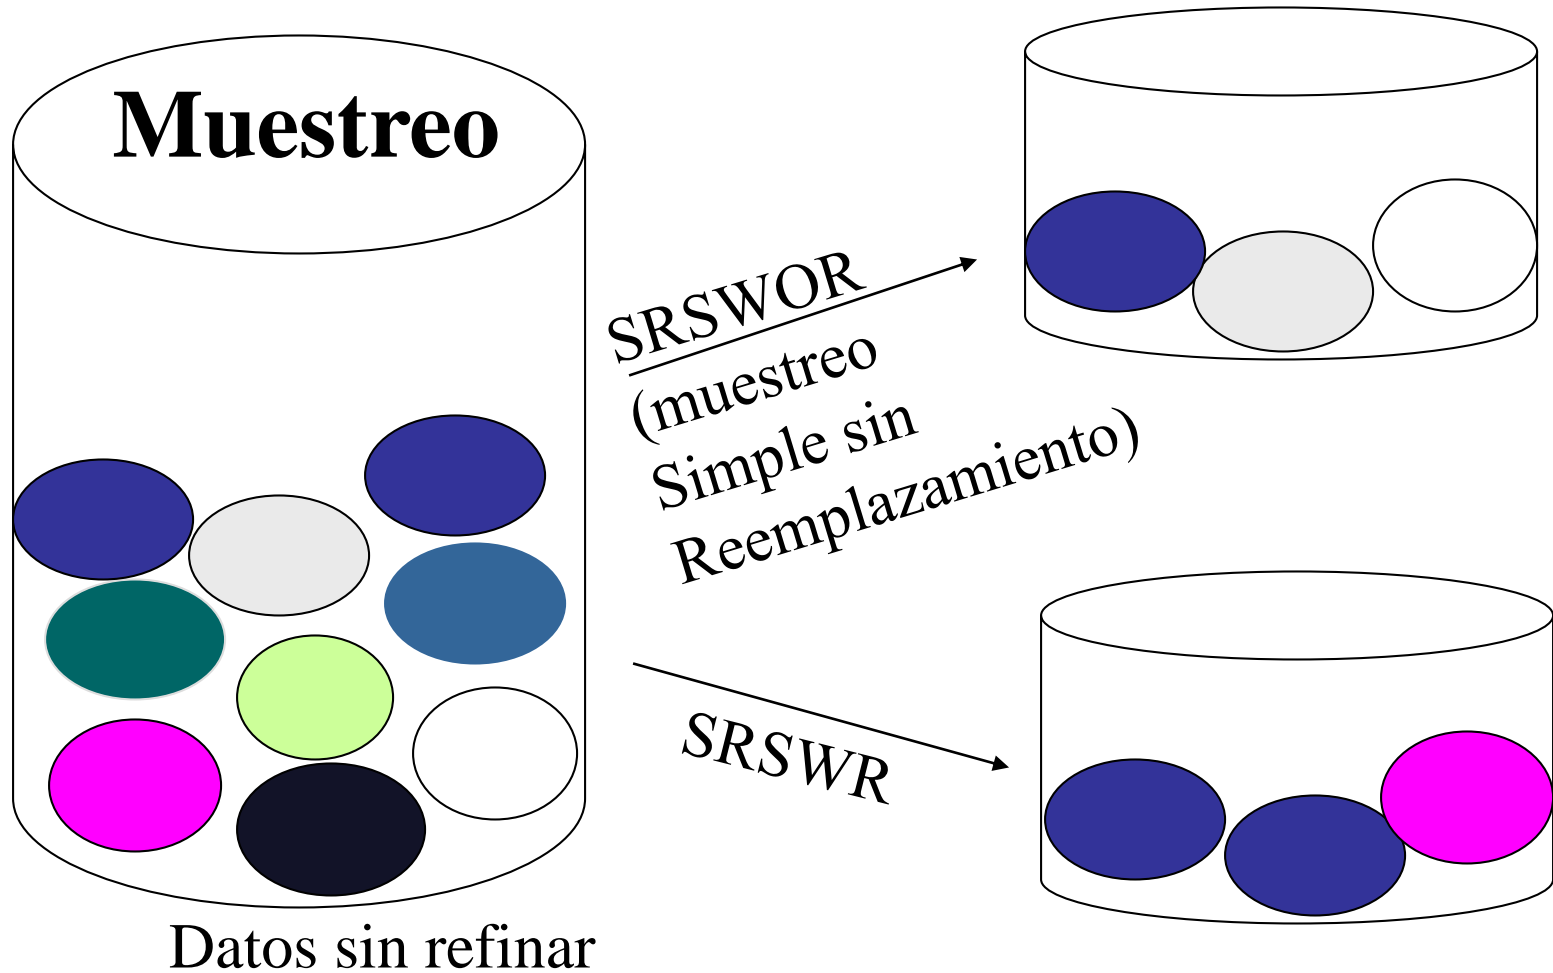 Muestreo
SRSWOR
(muestreo
Simple sin
Reemplazamiento)
SRSWR
Datos sin refinar